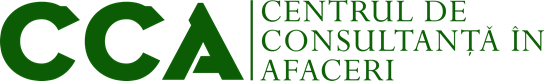 CCA
CENTRUL DE
CONSULTANȚĂ ÎN
AFACERI